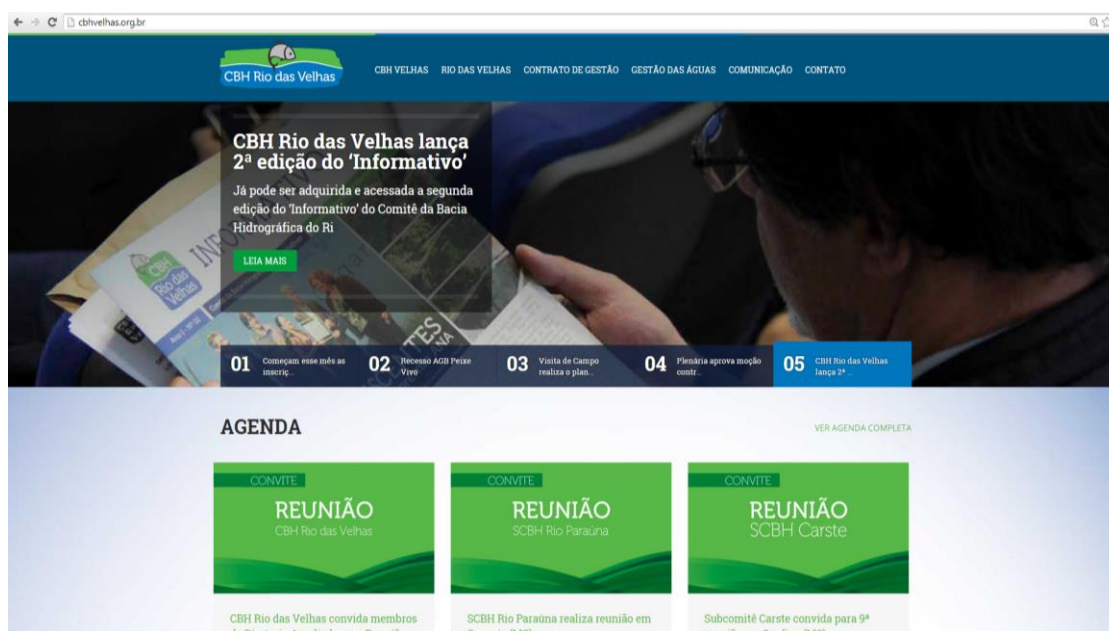 cbhvelhas.org.br
CBH Rio das Velhas
CBH VELHAS RIO DAS VELHAS CONTRATO DE GESTÃO GESTÃO DAS ÁGUAS COMUNICAÇÃO CONTATO
CBH Rio das Velhas lança
2ª edição do ‘Informativo’
Já pode ser adquirida e acessada a segunda
edição do ‘Informativo’ do Comitê da Bacia
Hidrográfica do Ri
LEIA MAIS
INFORMATIVO
CBH
Rio das
Velhas
01 Começam esse mês as
inscriç...
02 Recesso AGB Peixe
Vivo
03 Visita de Campo
realiza o plan...
04 Plenária aprova moção
contr...
05 CBH Rio das Velhas
lança 2ª ...
AGENDA
VER AGENDA COMPLETA
CONVITE
REUNIÃO
CBH Rio das Velhas
CONVITE
REUNIÃO
SCBH Rio Paraúna
CONVITE
REUNIÃO
SCBH Carste
CBH Rio das Velhas convida membros
SCBH Rio Paraúna realiza reunião em
Subcomitê Carste convida para 9ª